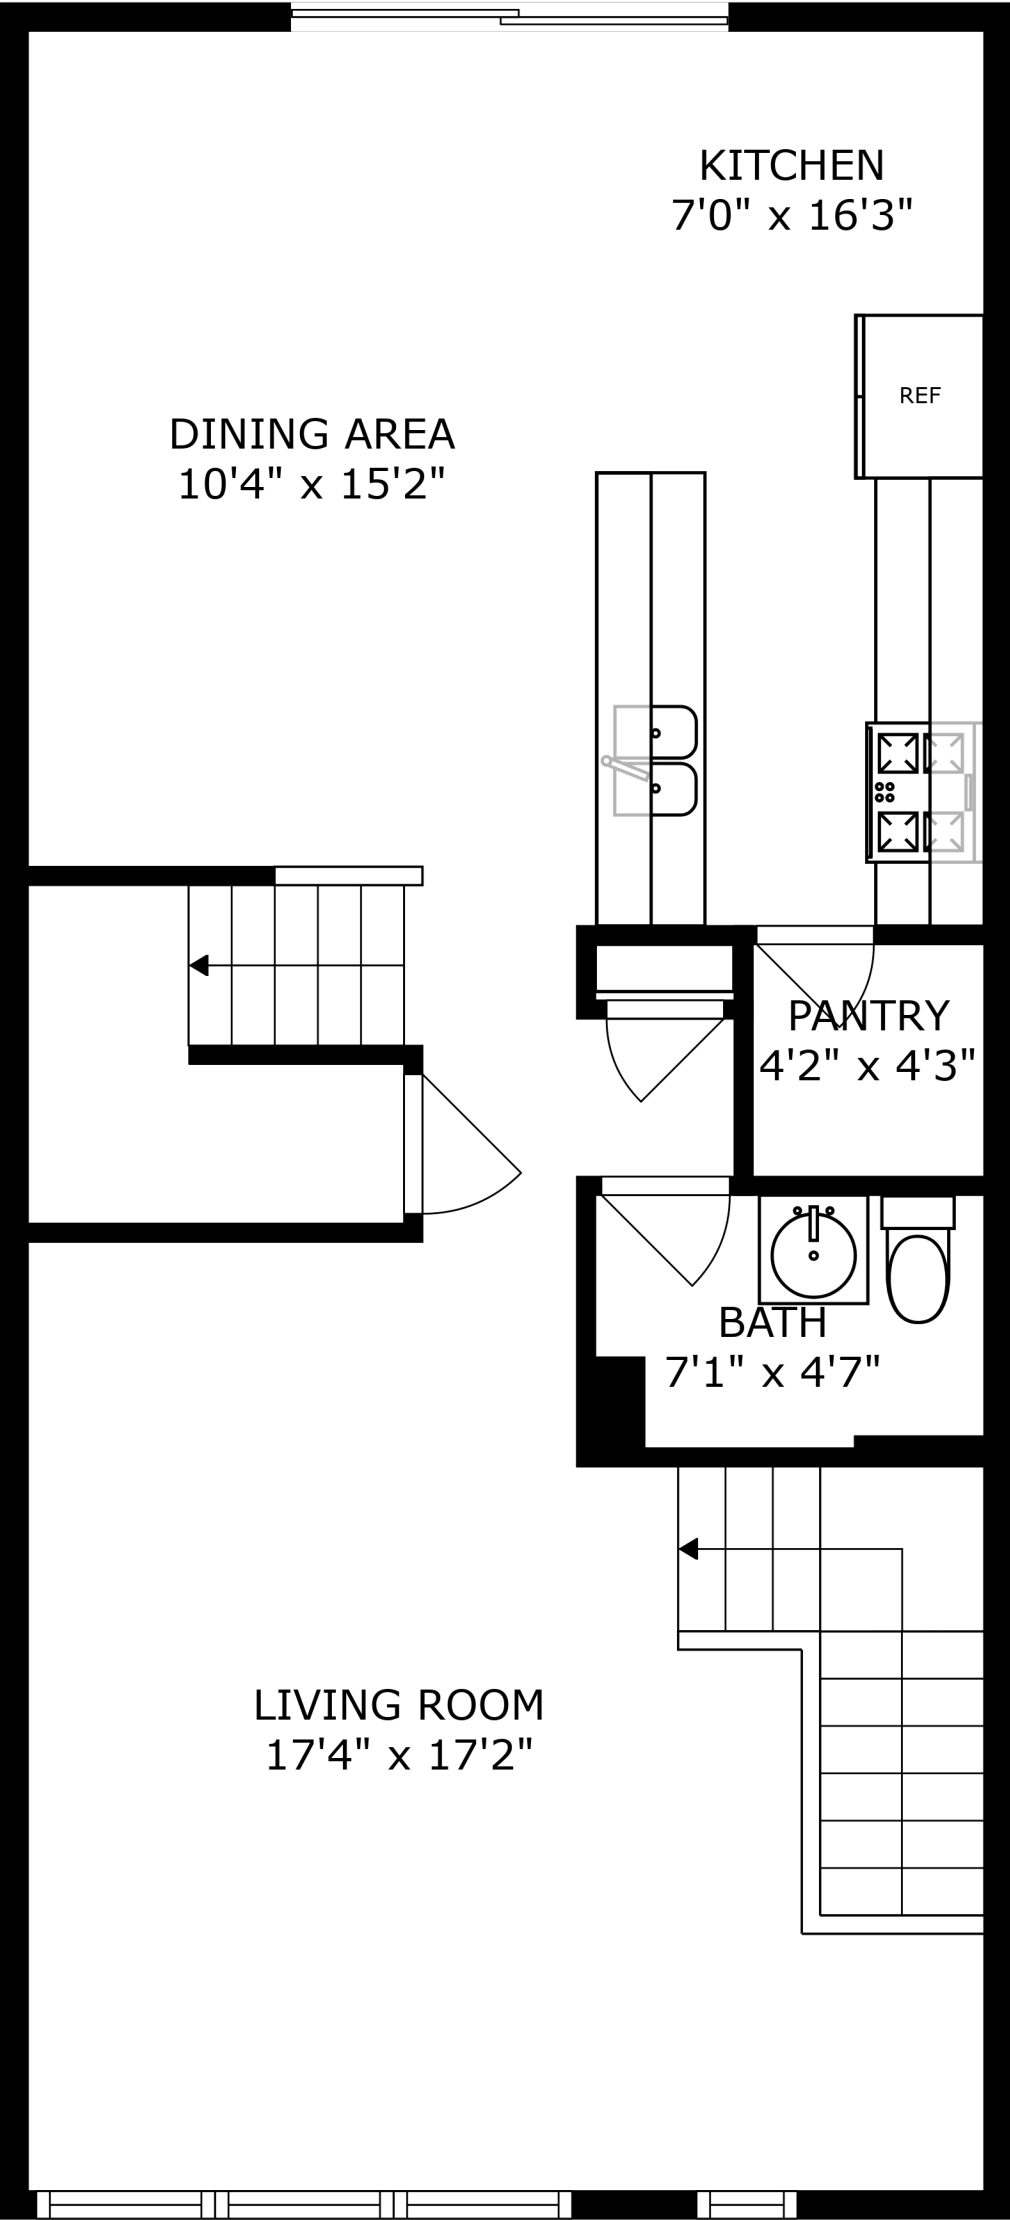 KITCHEN
7'0" x 16'3"
REF
DINING AREA
10'4" x 15'2"
PANTRY
4'2" x 4'3"
BATH
7'1" x 4'7"
LIVING ROOM
17'4" x 17'2"